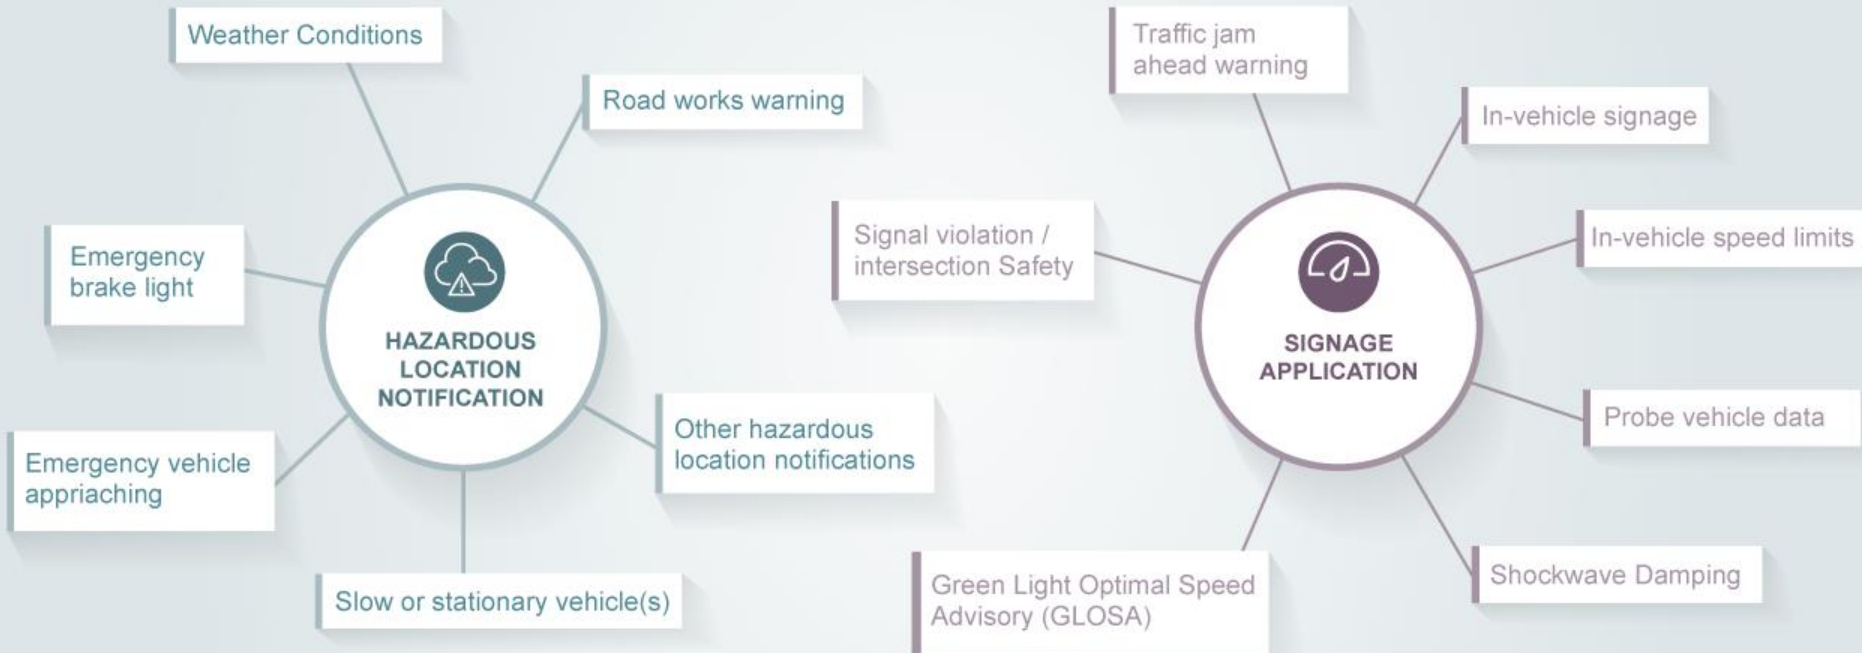 Weather Conditions
Road works warning
Emergency
brake light
HAZARDOUS
LOCATION
NOTIFICATION
Other hazardous
location notifications
Emergency vehicle
appriaching
Slow or stationary vehicle(s)
Traffic jam
ahead warning
In-vehicle signage
Signal violation /
intersection Safety
In-vehicle speed limits
SIGNAGE
APPLICATION
Probe vehicle data
Shockwave Damping
Green Light Optimal Speed
Advisory (GLOSA)